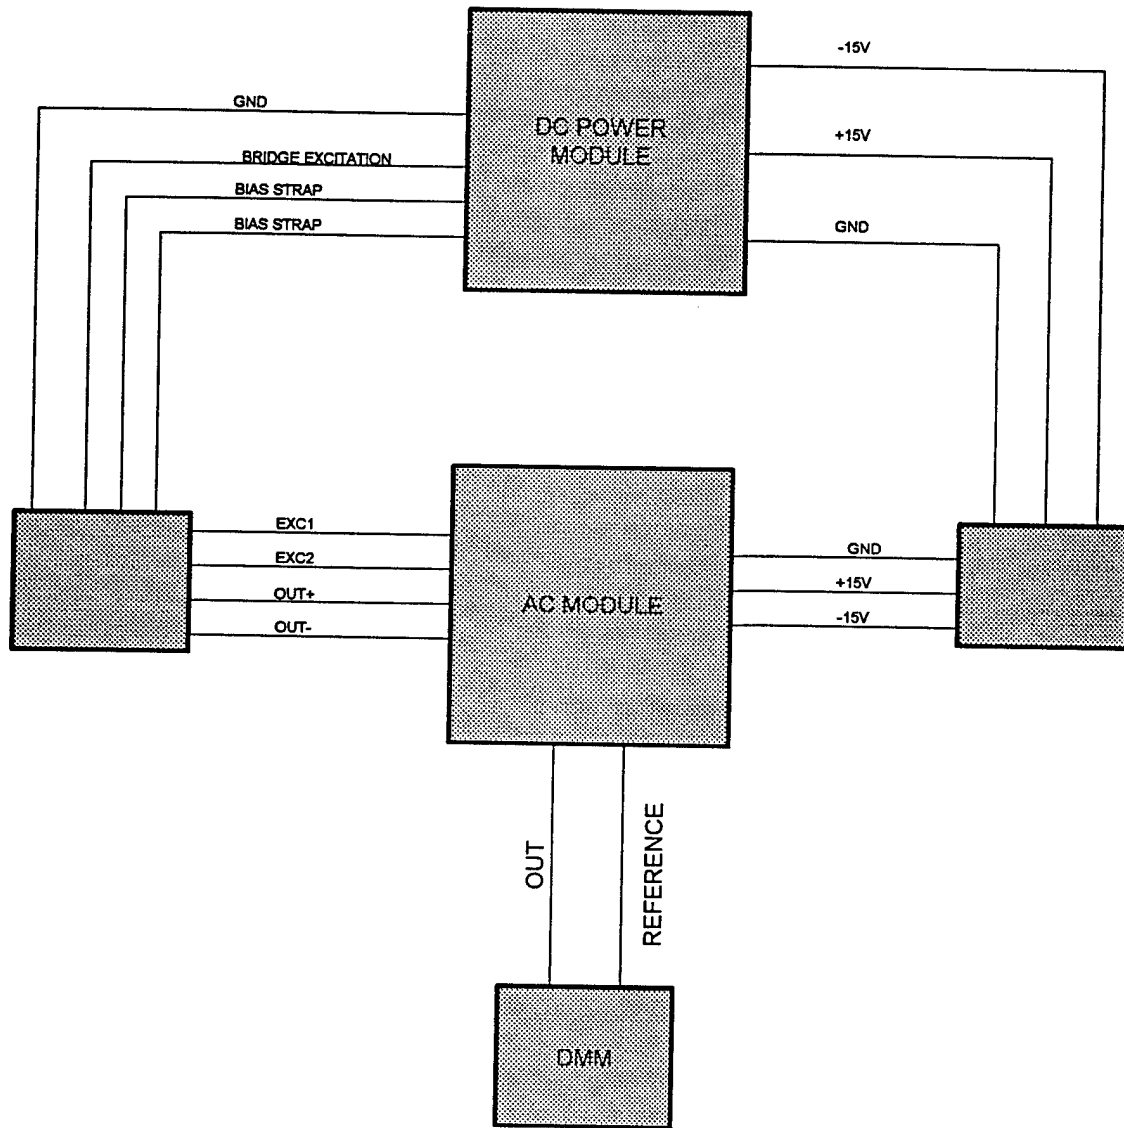 -15V
GND
DC POWER
MODULE
+15V
BRIDGE EXCITATION
BIAS STRAP
BIAS STRAP
GND
EXC1
EXC2
OUT+
OUT-
AC MODULE
GND
+15V
-15V
OUT
REFERENCE
DMM